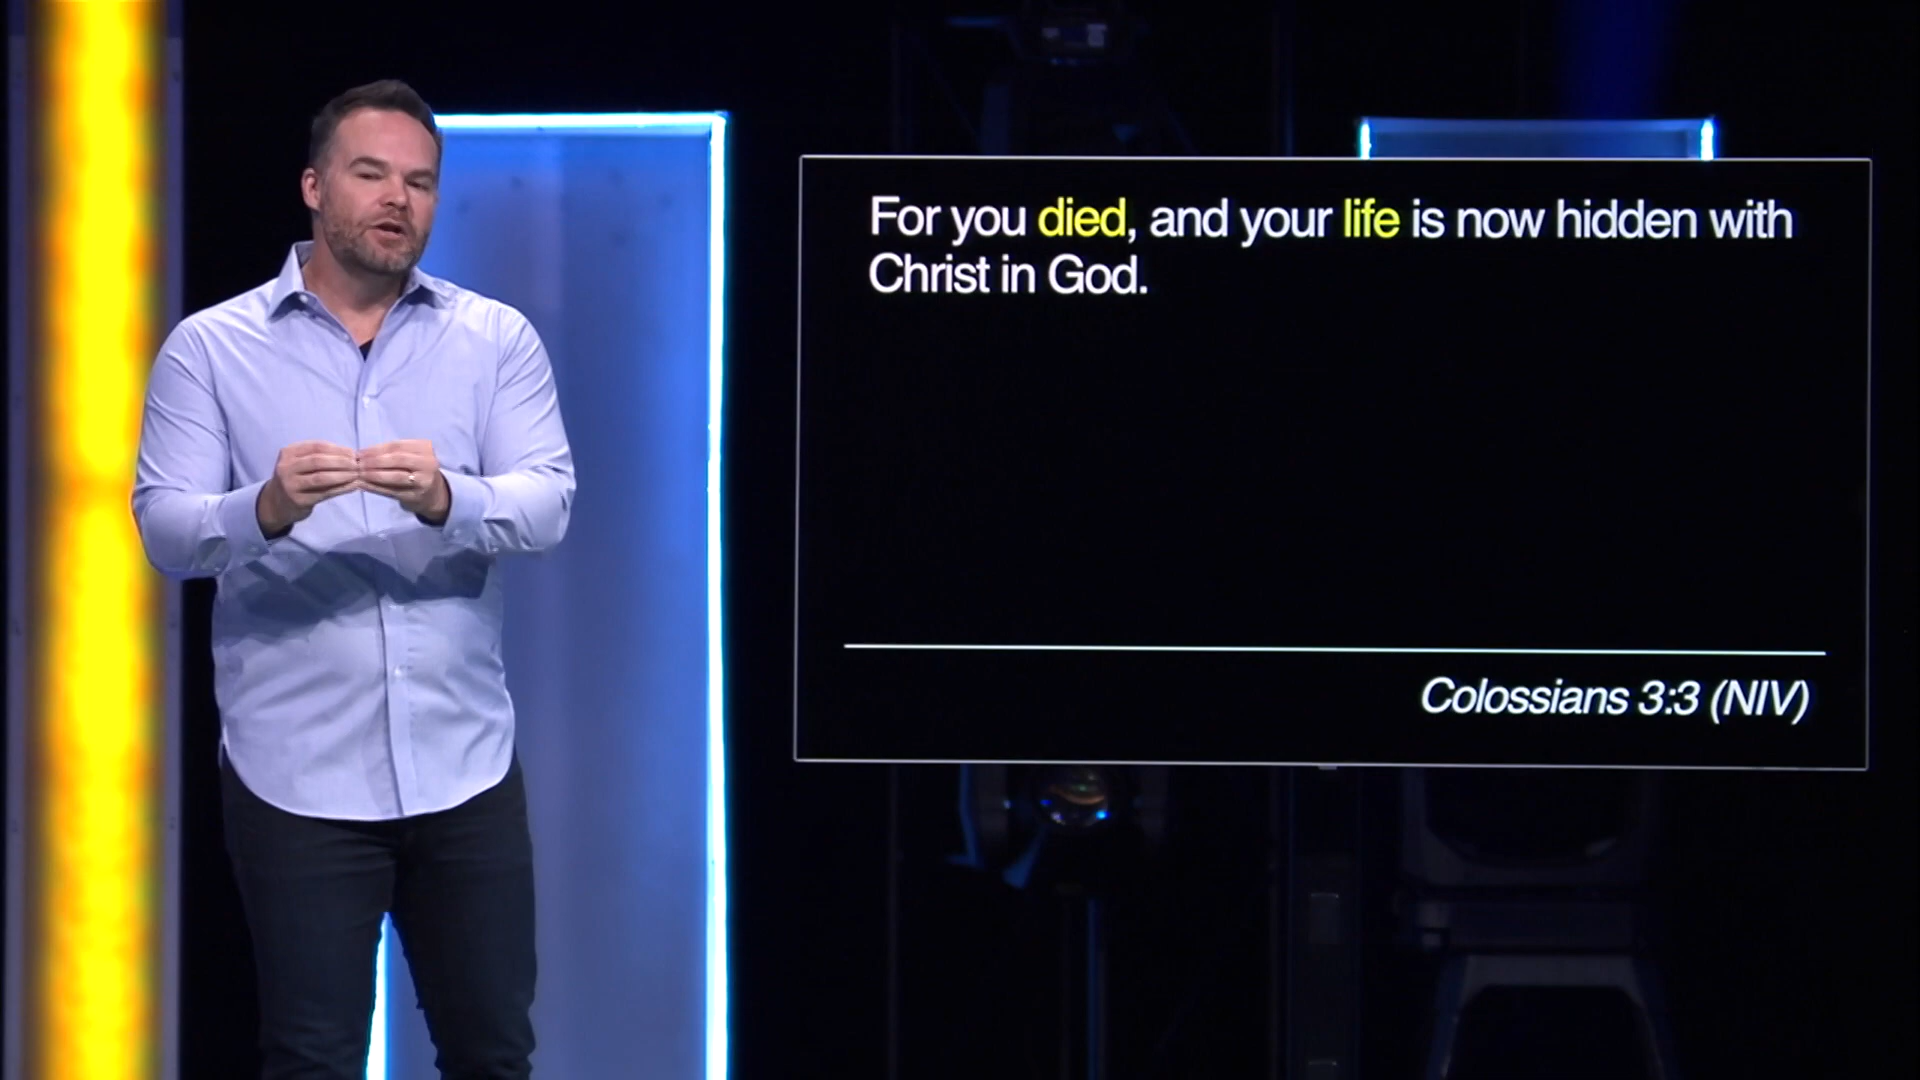 For you died, and your life is now hidden with
Christ in God.
Colossians 3:3 (NIV)